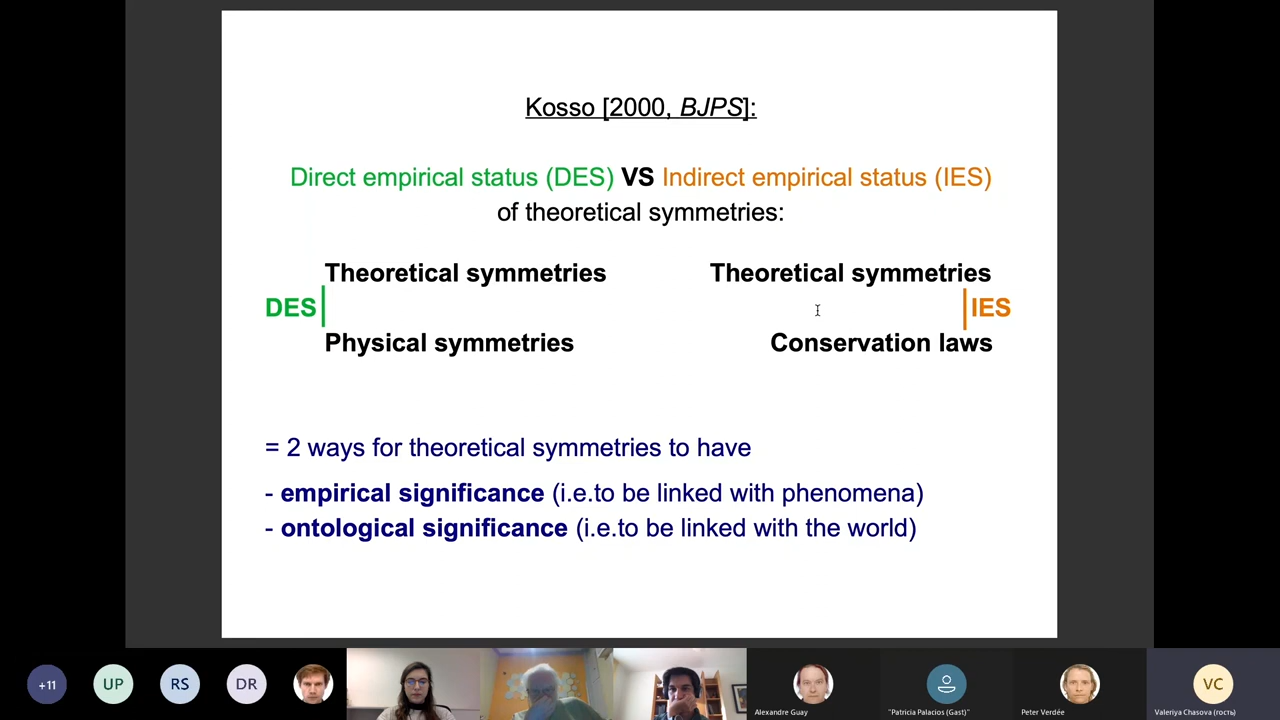 Kosso [2000, BJPS]:
Direct empirical status (DES) VS Indirect empirical status (IES)
of theoretical symmetries:
Theoretical symmetries Theoretical symmetries
DES IES
Physical symmetries Conservation laws
= 2 ways for theoretical symmetries to have
- empirical significance (i.e.to be linked with phenomena)
- ontological significance (i.e.to be linked with the world)
+11 UP RS DR VC
Alexandre Guay "Patricia Palacios (Gast)" Peter Verdée Valeriya Chasova (гость)